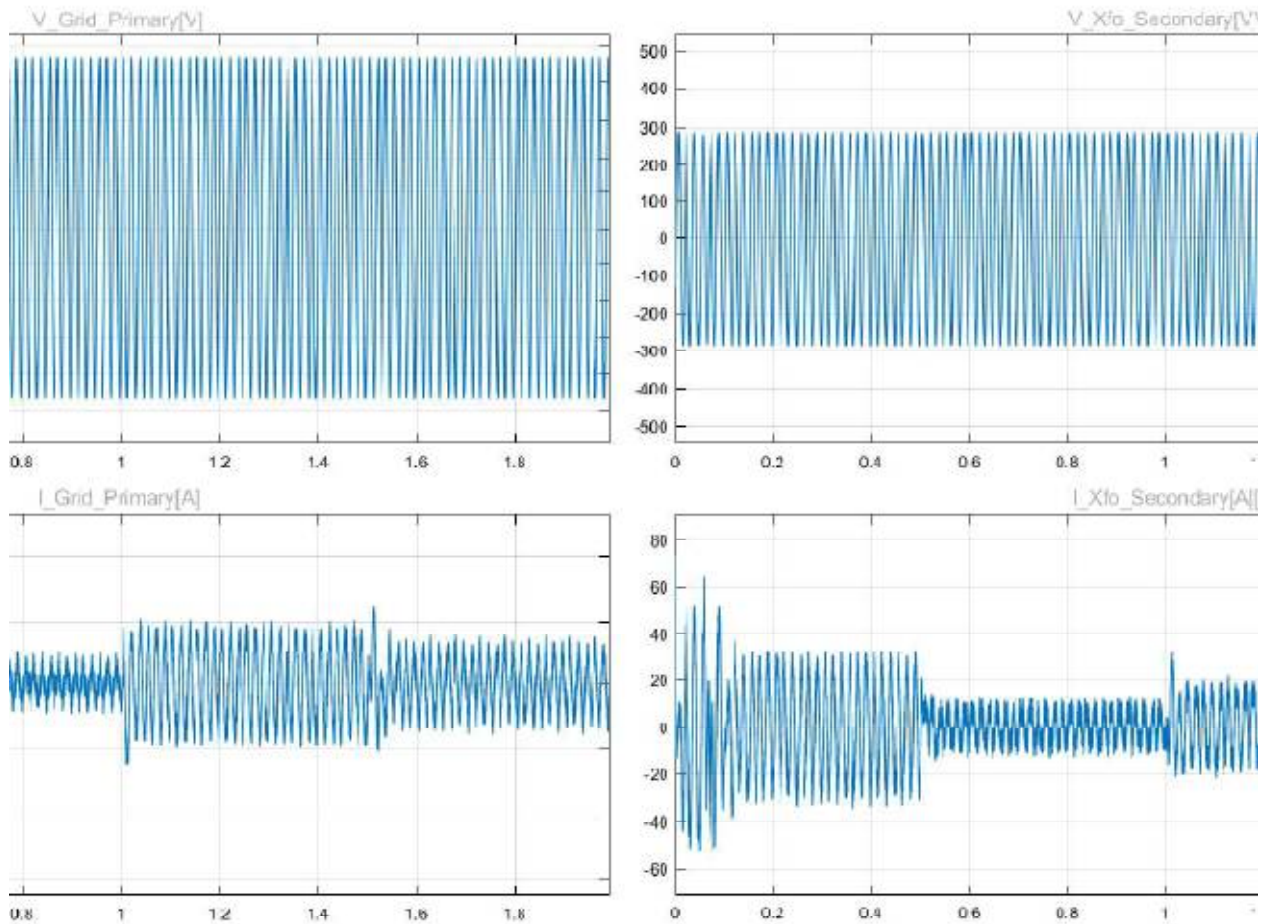 V_Grid_Primary[V]
V_Xfo_Secondary[V]
500
400
300
200
100
0
-100
-200
-300
-400
-500
0.8 1 1.2 1.4 1.6 1.8
0 0.2 0.4 0.6 0.8 1
I_Grid_Primary[A]
I_Xfo_Secondary[A]
80
60
40
20
0
-20
-40
-60
0.8 1 1.2 1.4 1.6 1.8
0 0.2 0.4 0.6 0.8 1